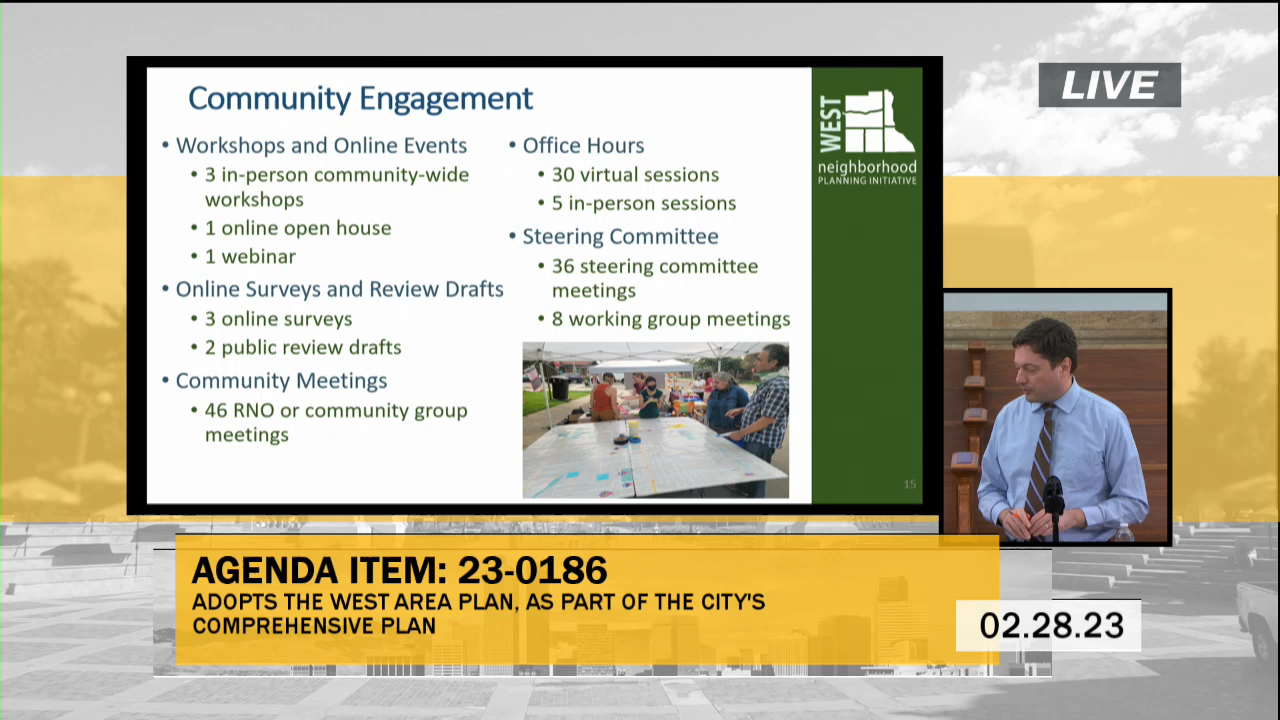 Community Engagement
• Workshops and Online Events
• 3 in-person community-wide
workshops
• 1 online open house
• 1 webinar
• Online Surveys and Review Drafts
• 3 online surveys
• 2 public review drafts
• Community Meetings
• 46 RNO or community group
meetings
• Office Hours
• 30 virtual sessions
• 5 in-person sessions
• Steering Committee
• 36 steering committee
meetings
• 8 working group meetings
WEST
neighborhood
PLANNING INITIATIVE
15
LIVE
AGENDA ITEM: 23-0186
ADOPTS THE WEST AREA PLAN, AS PART OF THE CITY'S
COMPREHENSIVE PLAN
02.28.23